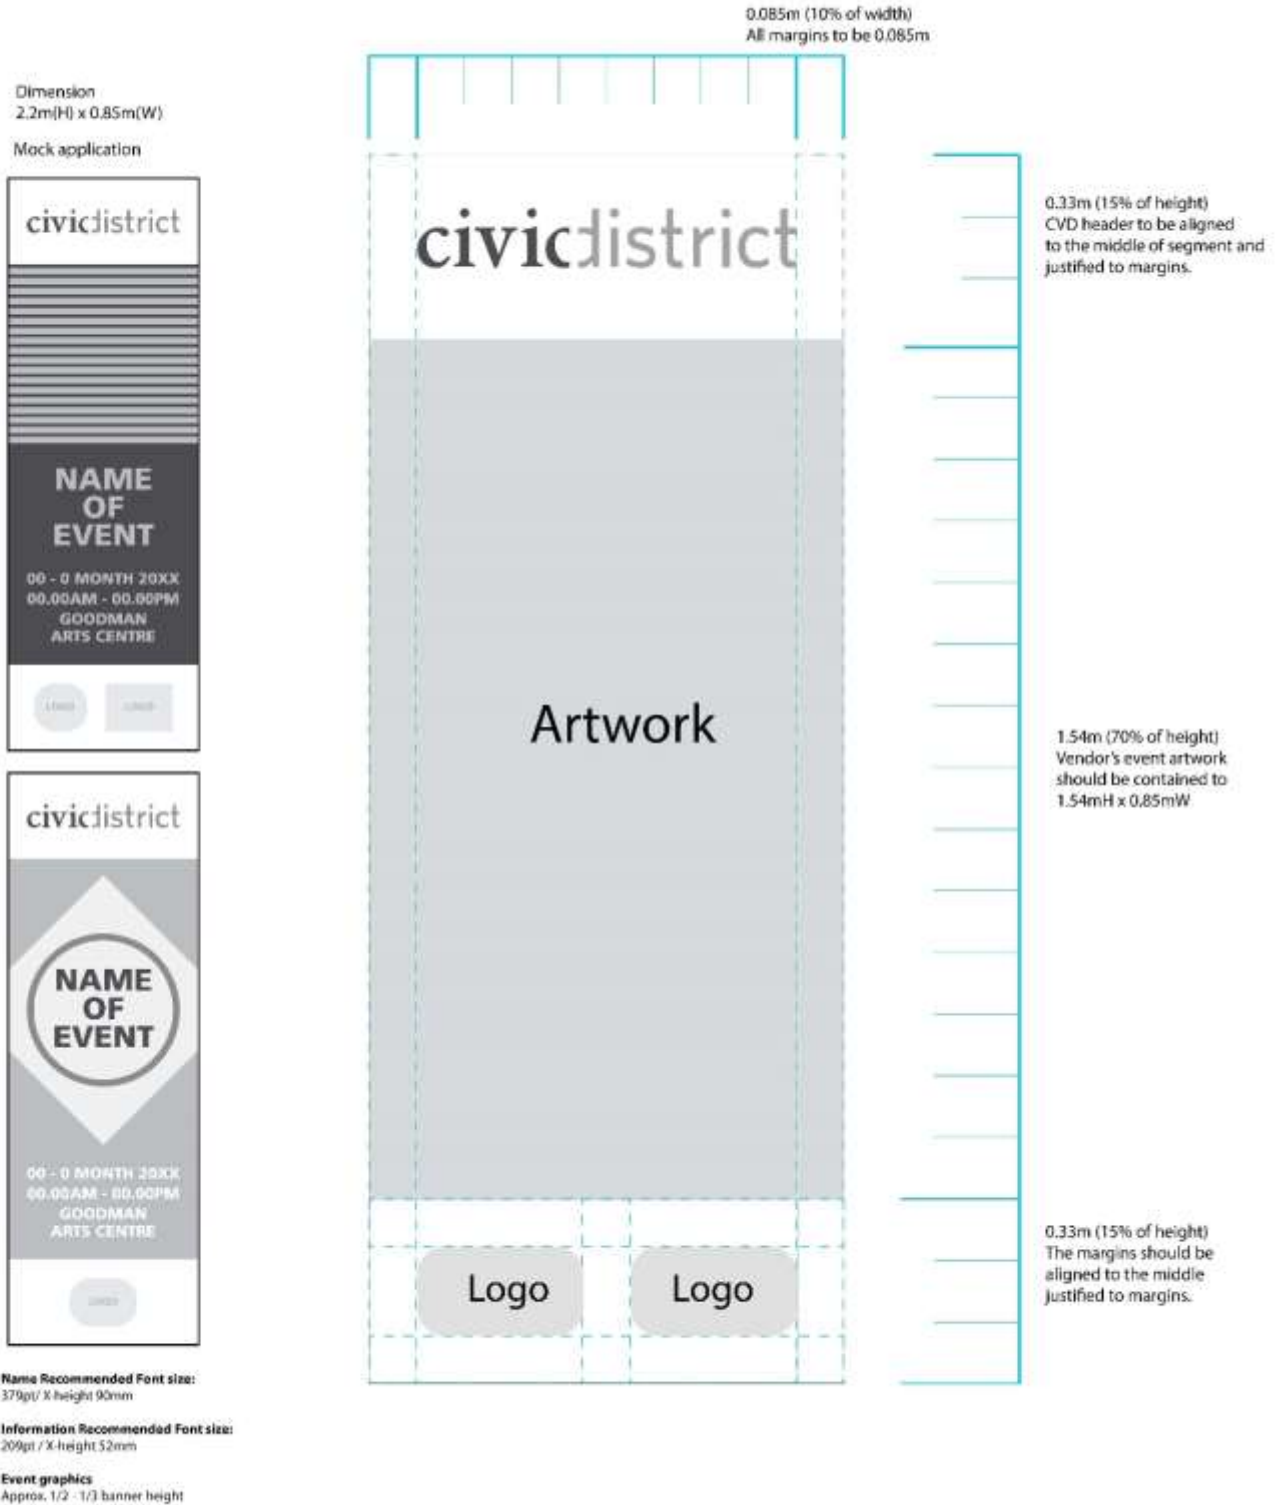 0.085m (10% of width)
All margins to be 0.085m
Dimension
2.2m(H) x 0.85m(W)
Mock application
civicdistrict
NAME
OF
EVENT
00 - 0 MONTH 20XX
00.00AM - 00.00PM
GOODMAN
ARTS CENTRE
LOGO LOGO
civicdistrict
NAME
OF
EVENT
00 - 0 MONTH 20XX
00.00AM - 00.00PM
GOODMAN
ARTS CENTRE
LOGO
Name Recommended Font size:
379pt/ X-height 90mm
Information Recommended Font size:
209pt / X-height 52mm
Event graphics
Approx. 1/2 - 1/3 banner height
civicdistrict
Artwork
Logo Logo
0.33m (15% of height)
CVD header to be aligned
to the middle of segment and
justified to margins.
1.54m (70% of height)
Vendor's event artwork
should be contained to
1.54mH x 0.85mW
0.33m (15% of height)
The margins should be
aligned to the middle
justified to margins.